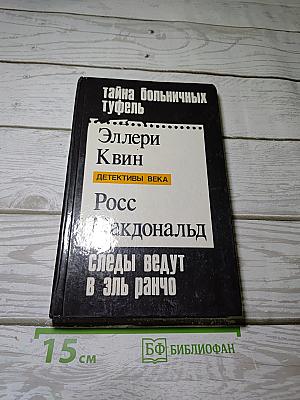 тайна больничных
туфель
Эллери
Квин
ДЕТЕКТИВЫ ВЕКА
Росс
Макдональд
следы ведут
в эль ранчо
15 см
БФ БИБЛИОФАН